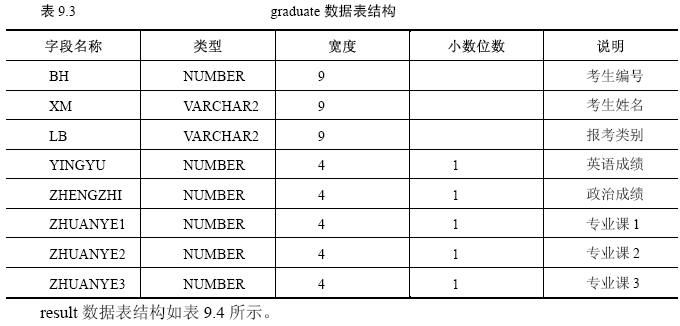 表 9.3 graduate 数据表结构
字段名称 类型 宽度 小数位数 说明
BH NUMBER 9 考生编号
XM VARCHAR2 9 考生姓名
LB VARCHAR2 9 报考类别
YINGYU NUMBER 4 1 英语成绩
ZHENGZHI NUMBER 4 1 政治成绩
ZHUANYE1 NUMBER 4 1 专业课 1
ZHUANYE2 NUMBER 4 1 专业课 2
ZHUANYE3 NUMBER 4 1 专业课 3
result 数据表结构如表 9.4 所示。